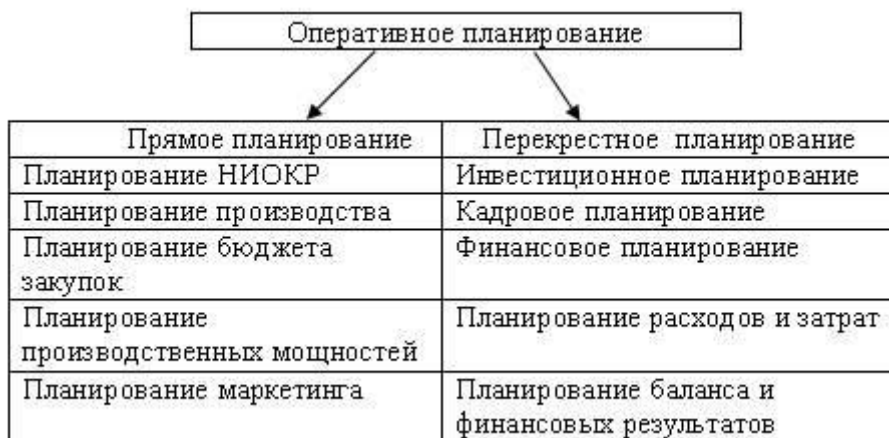 Оперативное планирование
Прямое планирование
Перекрестное планирование
Планирование НИОКР
Инвестиционное планирование
Планирование производства
Кадровое планирование
Планирование бюджета
закупок
Финансовое планирование
Планирование
производственных мощностей
Планирование расходов и затрат
Планирование маркетинга
Планирование баланса и
финансовых результатов